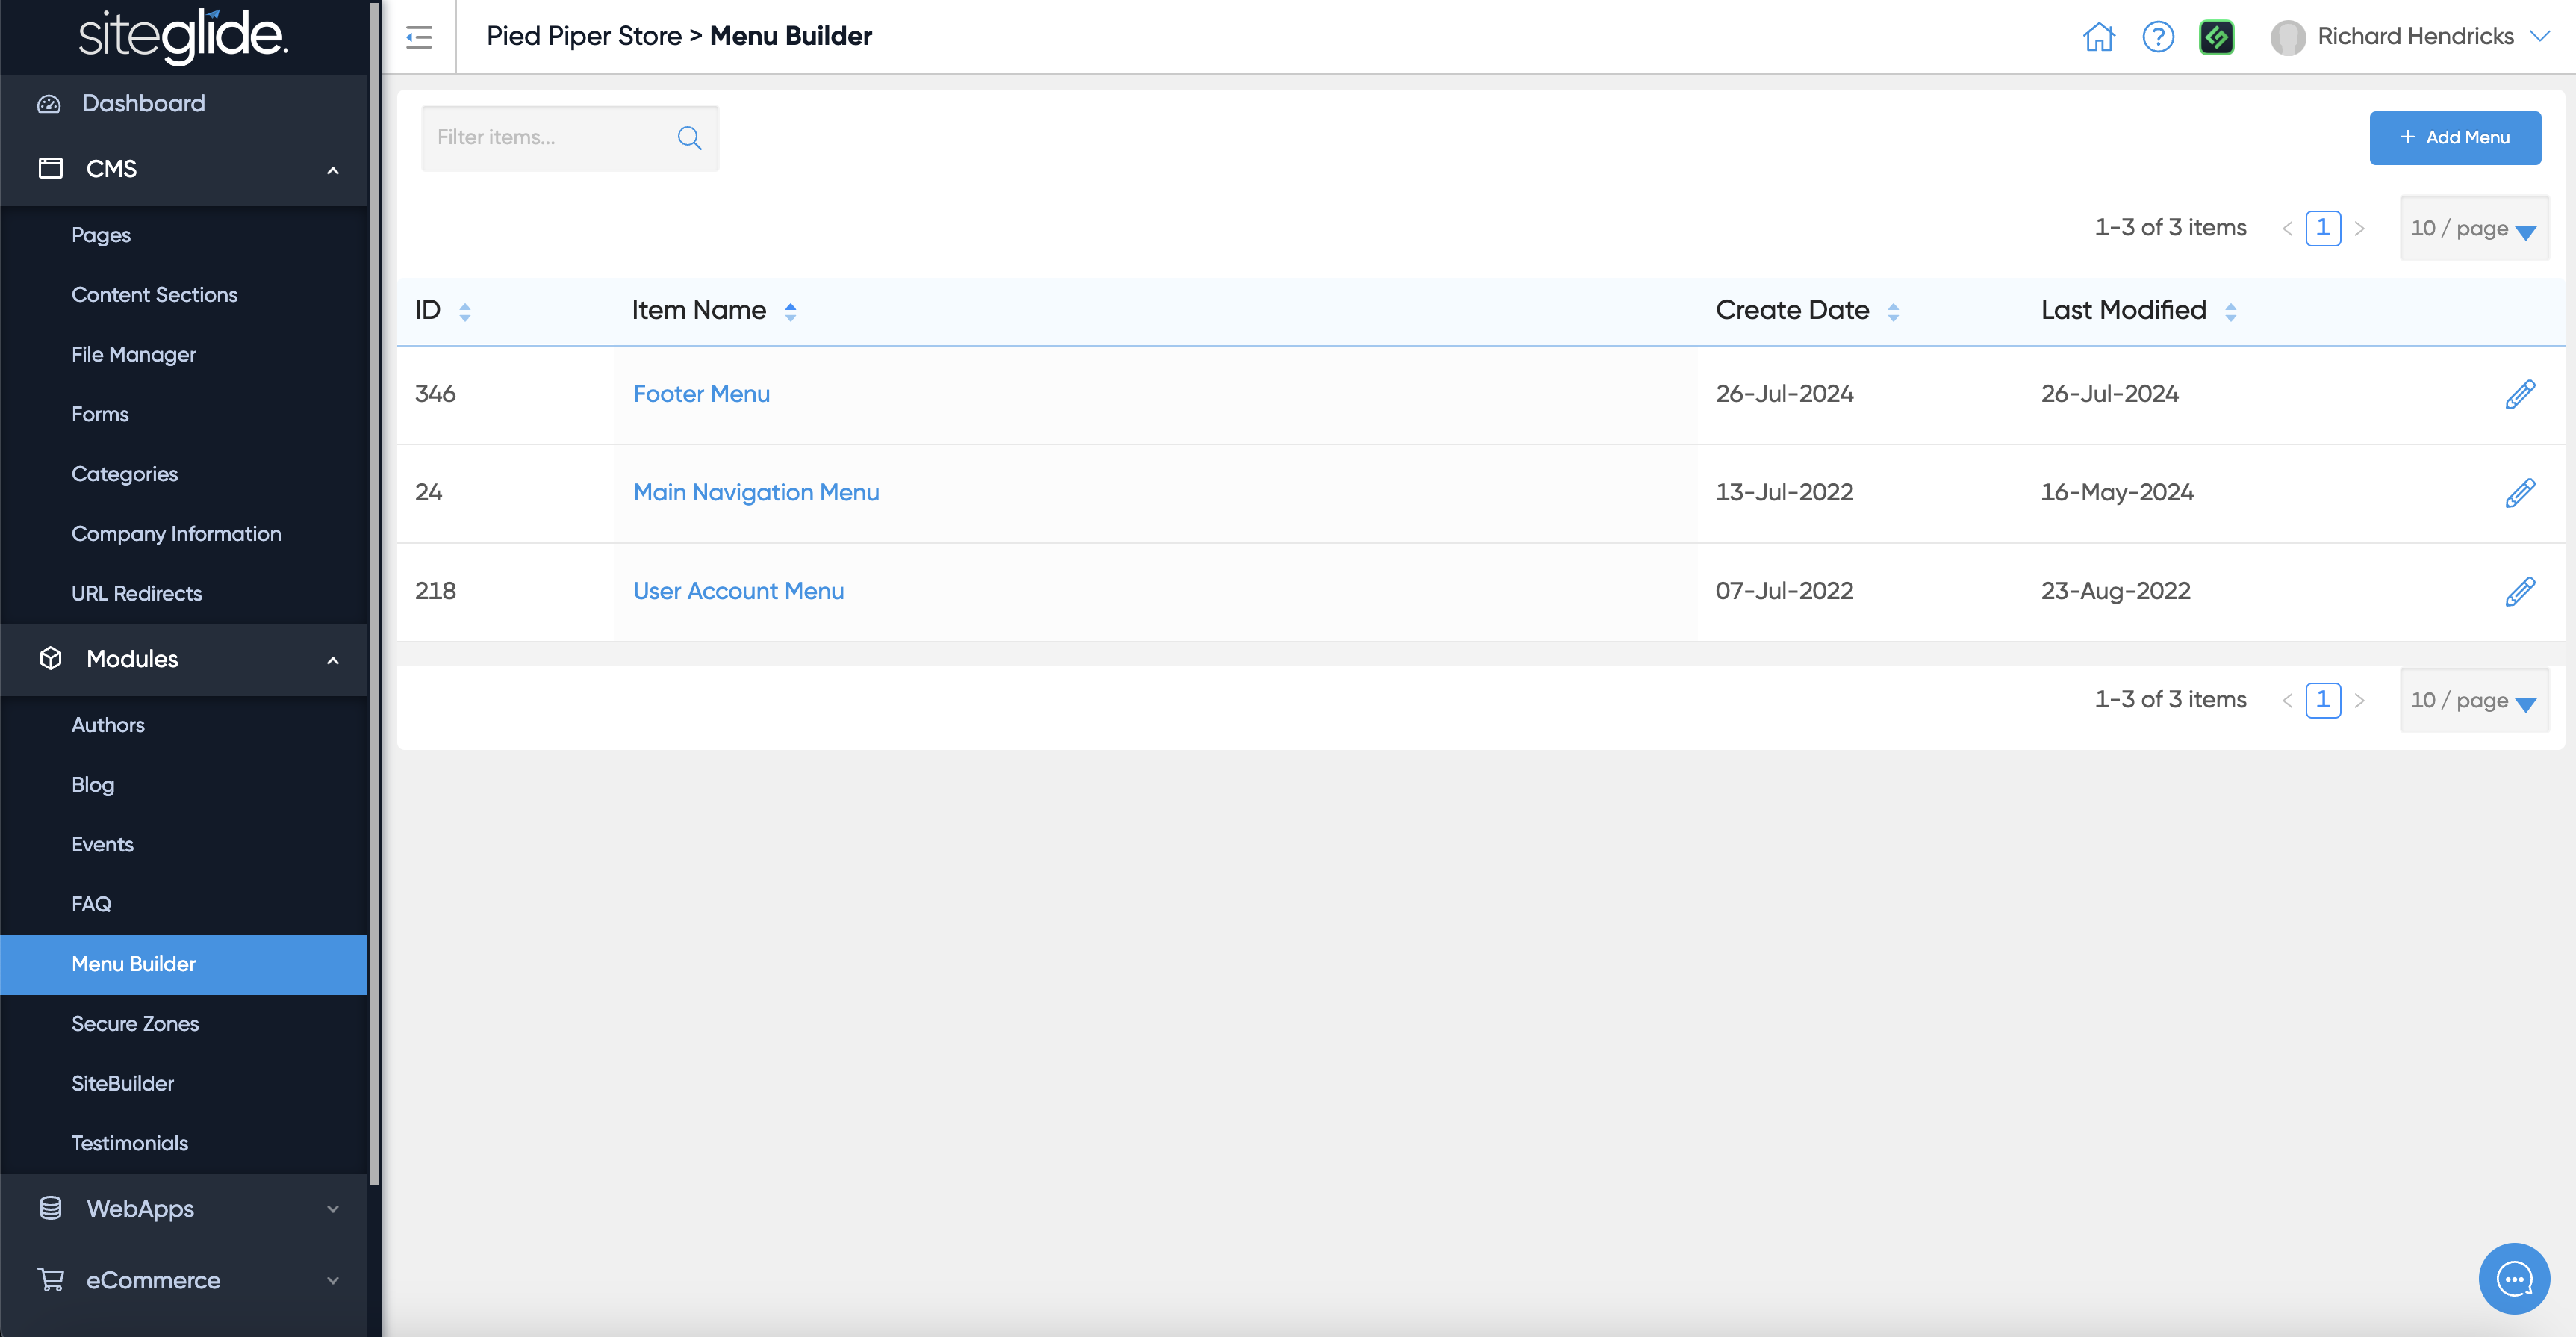 siteglide.
Pied Piper Store > Menu Builder
Richard Hendricks
Dashboard
CMS
Pages
Content Sections
File Manager
Forms
Categories
Company Information
URL Redirects
Modules
Authors
Blog
Events
FAQ
Menu Builder
Secure Zones
SiteBuilder
Testimonials
WebApps
eCommerce
Filter items...
+ Add Menu
1-3 of 3 items < 1 > 10 / page
ID Item Name Create Date Last Modified
346 Footer Menu 26-Jul-2024 26-Jul-2024
24 Main Navigation Menu 13-Jul-2022 16-May-2024
218 User Account Menu 07-Jul-2022 23-Aug-2022
1-3 of 3 items < 1 > 10 / page